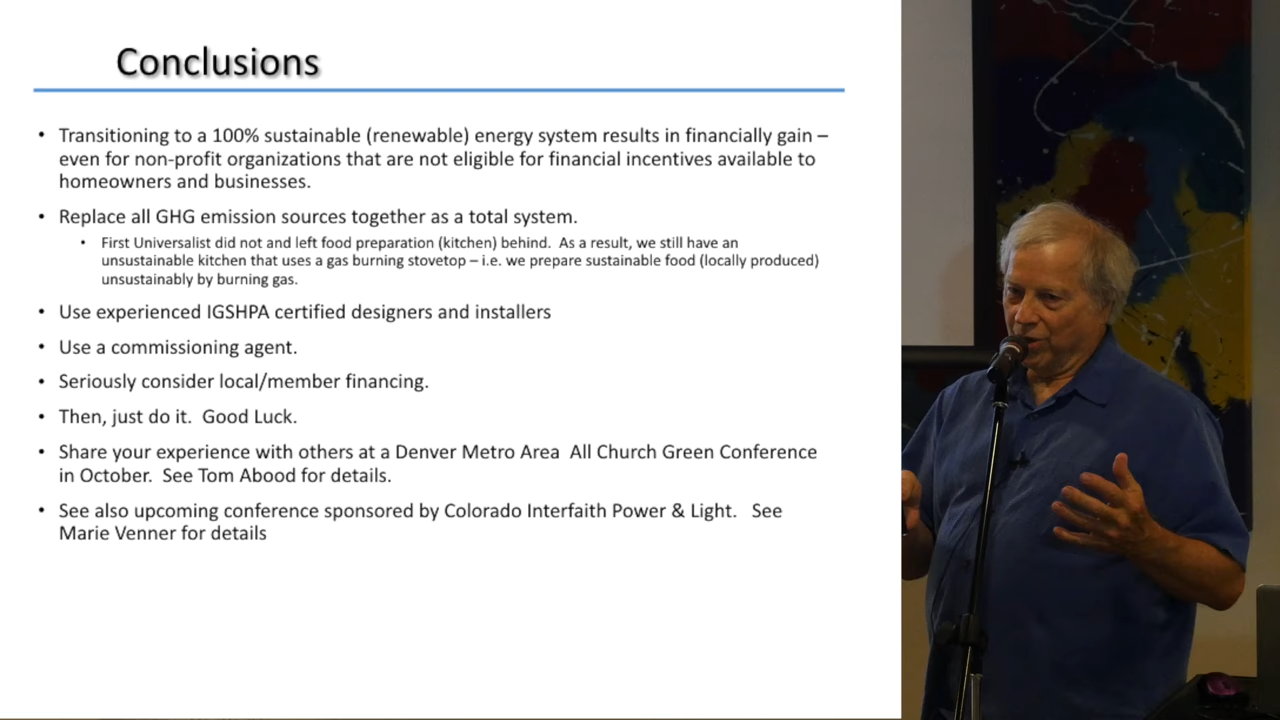 Conclusions
• Transitioning to a 100% sustainable (renewable) energy system results in financially gain –
even for non-profit organizations that are not eligible for financial incentives available to
homeowners and businesses.
• Replace all GHG emission sources together as a total system.
• First Universalist did not and left food preparation (kitchen) behind.  As a result, we still have an
unsustainable kitchen that uses a gas burning stovetop – i.e. we prepare sustainable food (locally produced)
unsustainably by burning gas.
• Use experienced IGSHPA certified designers and installers
• Use a commissioning agent.
• Seriously consider local/member financing.
• Then, just do it.  Good Luck.
• Share your experience with others at a Denver Metro Area  All Church Green Conference
in October.  See Tom Abood for details.
• See also upcoming conference sponsored by Colorado Interfaith Power & Light.   See
Marie Venner for details